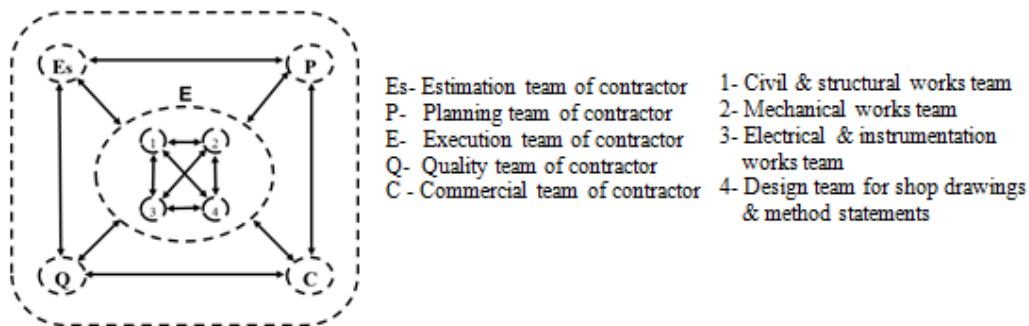 Es
P
E
1
2
3
4
Q
C
Es- Estimation team of contractor
P- Planning team of contractor
E- Execution team of contractor
Q- Quality team of contractor
C - Commercial team of contractor
1- Civil & structural works team
2- Mechanical works team
3- Electrical & instrumentation
works team
4- Design team for shop drawings
& method statements